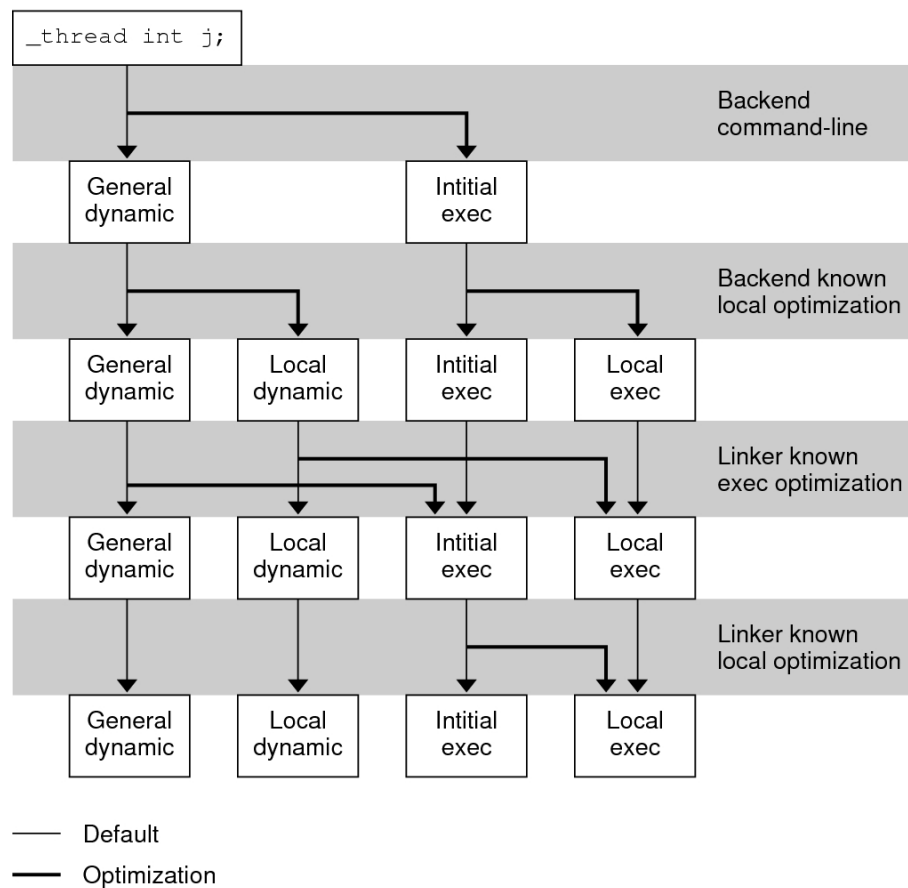 _thread int j;
Backend
command-line
General
dynamic
Intitial
exec
Backend known
local optimization
General
dynamic
Local
dynamic
Intitial
exec
Local
exec
Linker known
exec optimization
General
dynamic
Local
dynamic
Intitial
exec
Local
exec
Linker known
local optimization
General
dynamic
Local
dynamic
Intitial
exec
Local
exec
Default
Optimization